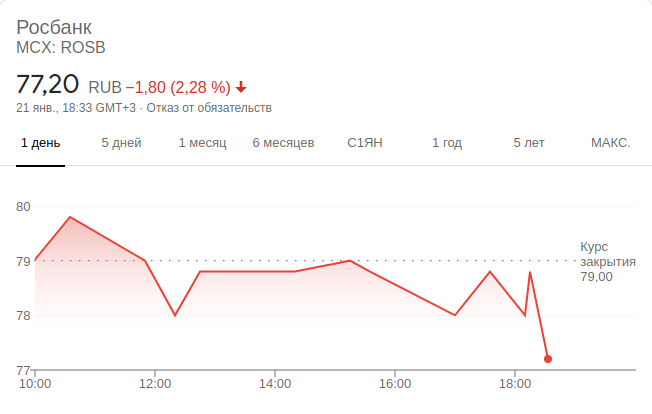 Росбанк
MCX: ROSB
77,20 RUB −1,80 (2,28 %)
21 янв., 18:33 GMT+3 · Отказ от обязательств
1 день 5 дней 1 месяц 6 месяцев С1ЯН 1 год 5 лет МАКС.
80
79
78
77
Курс
закрытия
79,00
10:00 12:00 14:00 16:00 18:00